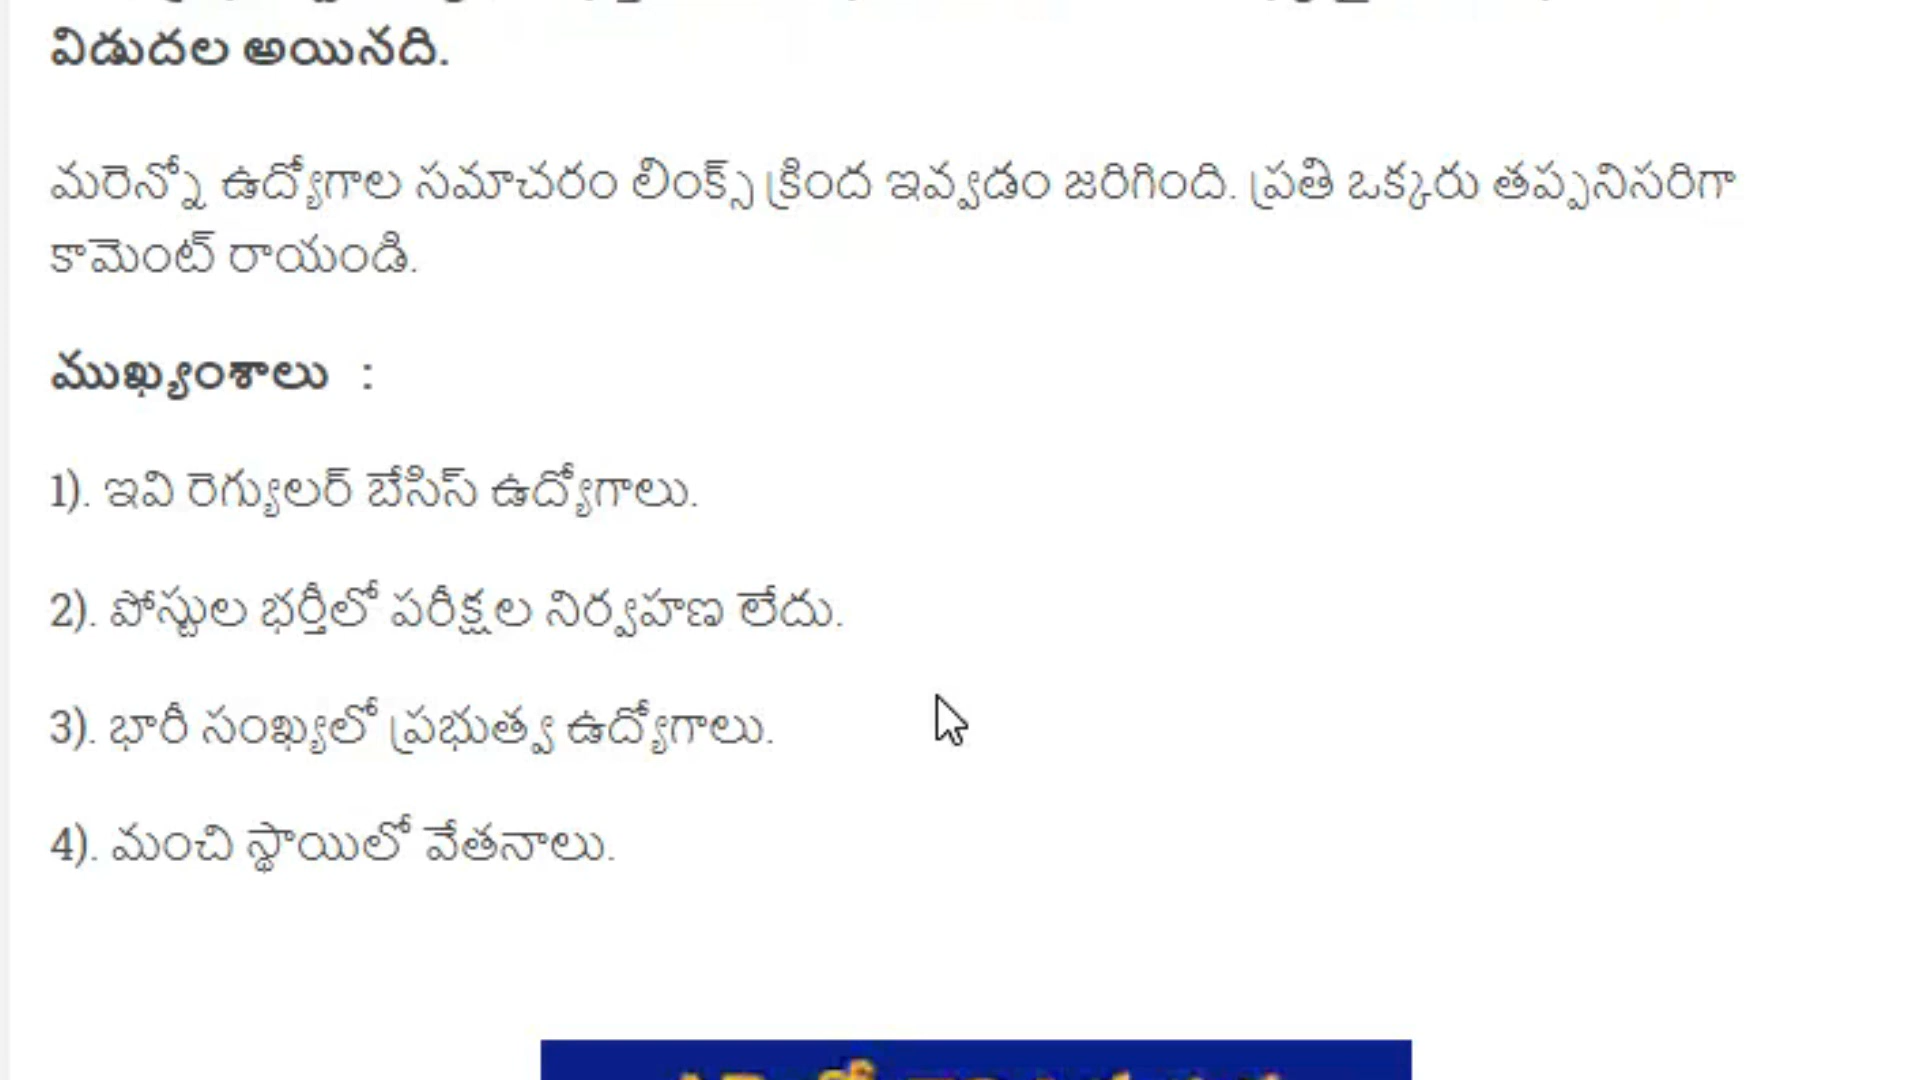 విడుదల అయినది.
మరెన్నో ఉద్యోగాల సమాచరం లింక్స్ క్రింద ఇవ్వడం జరిగింది. ప్రతి ఒక్కరు తప్పనిసరిగా
కామెంట్ రాయండి.
ముఖ్యంశాలు :
1). ఇవి రెగ్యులర్ బేసిస్ ఉద్యోగాలు.
2). పోస్టుల భర్తీలో పరీక్షల నిర్వహణ లేదు.
3). భారీ సంఖ్యలో ప్రభుత్వ ఉద్యోగాలు.
4). మంచి స్థాయిలో వేతనాలు.